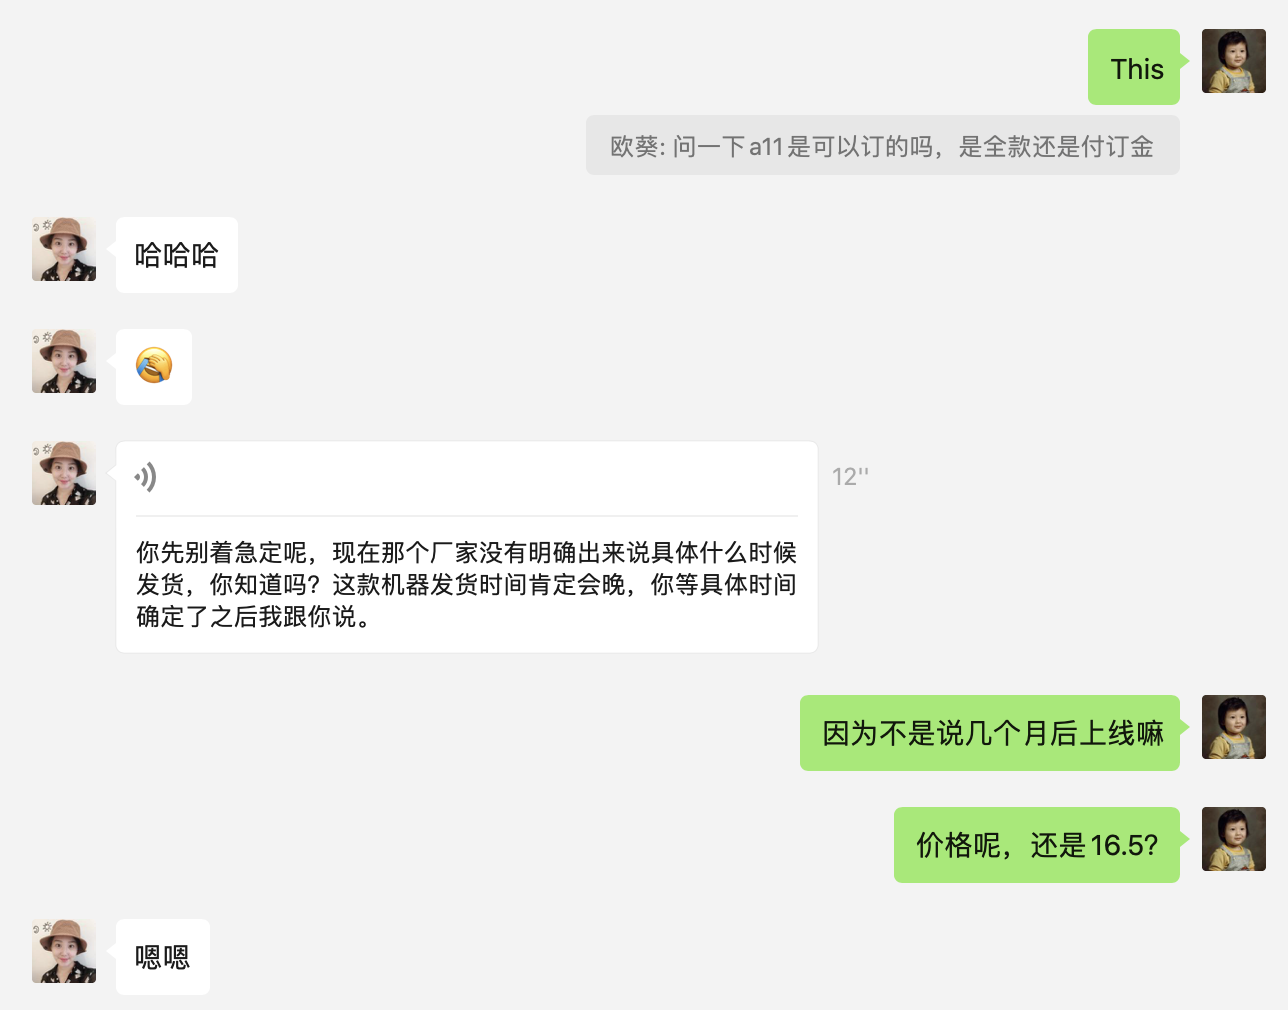 This
欧葵: 问一下a11是可以订的吗，是全款还是付订金
哈哈哈
🤦
12''
你先别着急定呢，现在那个厂家没有明确出来说具体什么时候
发货，你知道吗？这款机器发货时间肯定会晚，你等具体时间
确定了之后我跟你说。
因为不是说几个月后上线嘛
价格呢，还是16.5?
嗯嗯